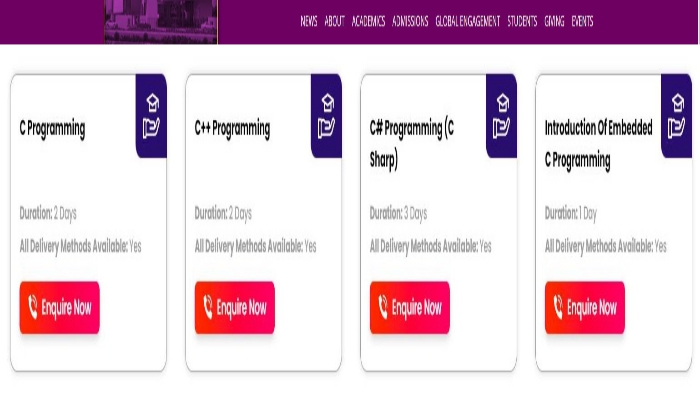 NEWS ABOUT ACADEMICS ADMISSIONS GLOBAL ENGAGEMENT STUDENTS GIVING EVENTS
C Programming
Duration: 2 Days
All Delivery Methods Available: Yes
Enquire Now
C++ Programming
Duration: 2 Days
All Delivery Methods Available: Yes
Enquire Now
C# Programming (C
Sharp)
Duration: 3 Days
All Delivery Methods Available: Yes
Enquire Now
Introduction Of Embedded
C Programming
Duration: 1 Day
All Delivery Methods Available: Yes
Enquire Now